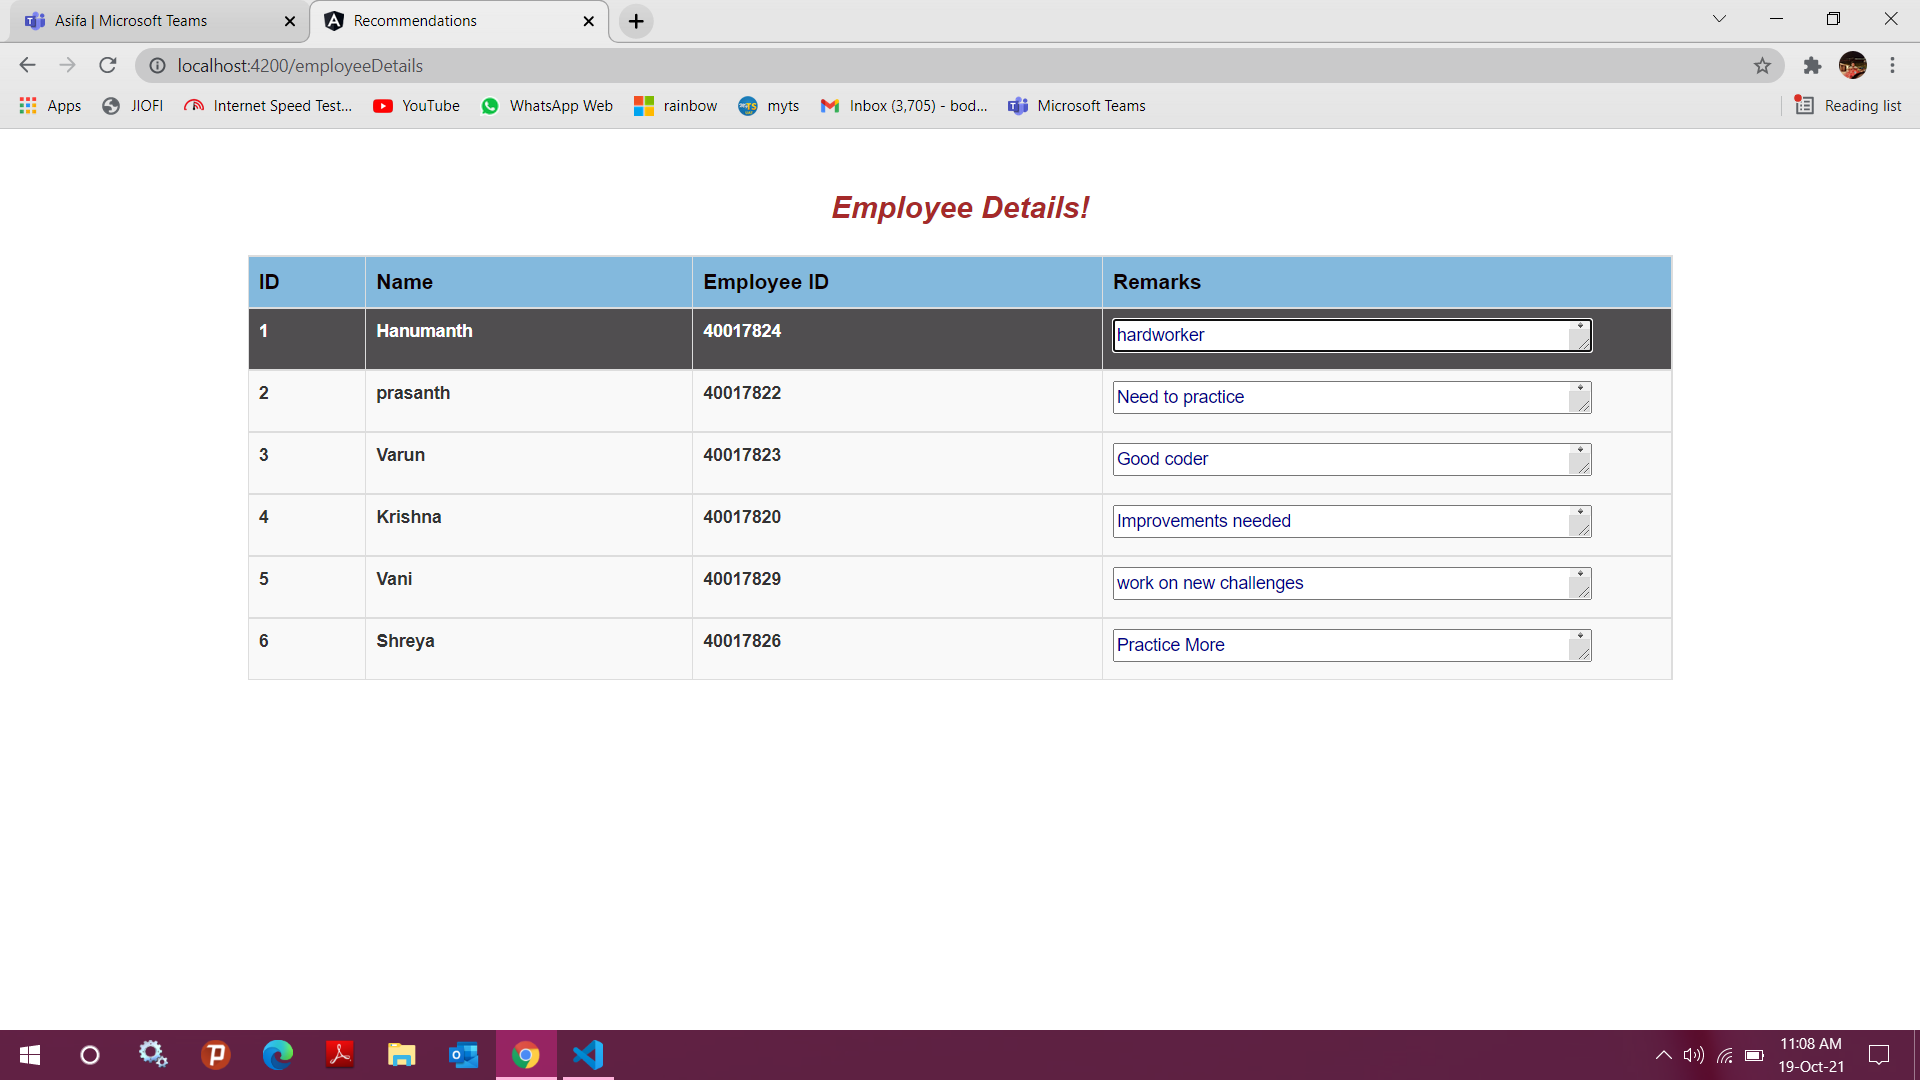 Asifa | Microsoft Teams
Recommendations
localhost:4200/employeeDetails
Apps
JIOFI
Internet Speed Test...
YouTube
WhatsApp Web
rainbow
myts
Inbox (3,705) - bod...
Microsoft Teams
Reading list
Employee Details!
ID Name Employee ID Remarks
1 Hanumanth 40017824 hardworker
2 prasanth 40017822 Need to practice
3 Varun 40017823 Good coder
4 Krishna 40017820 Improvements needed
5 Vani 40017829 work on new challenges
6 Shreya 40017826 Practice More
11:08 AM
19-Oct-21